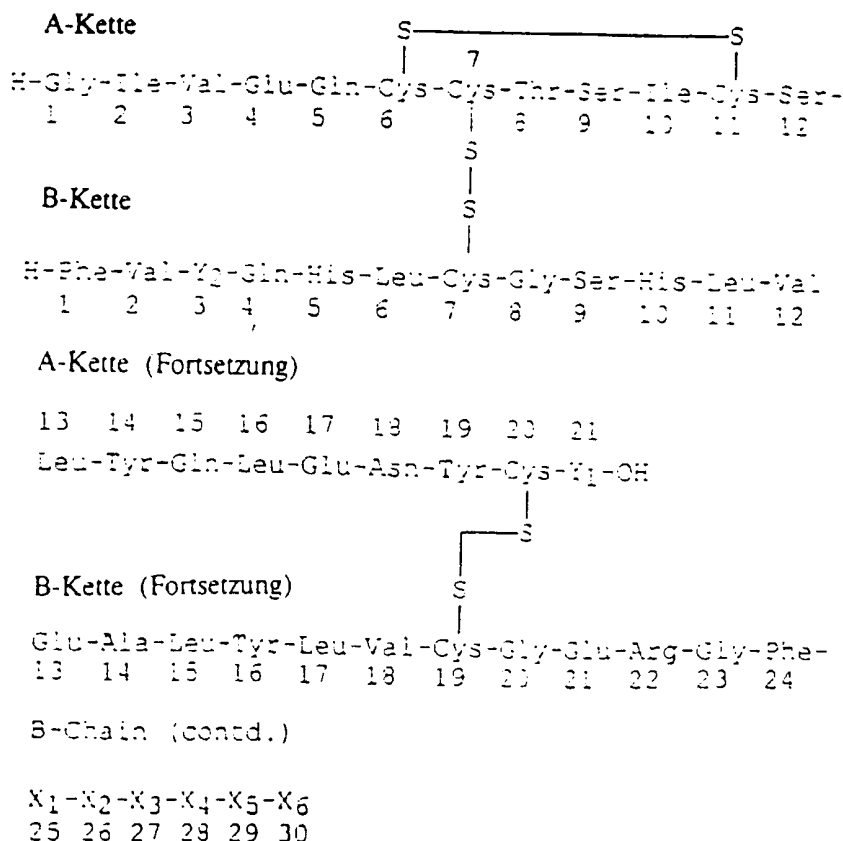 A-Kette
S S
7
H-Gly-Ile-Val-Glu-Gln-Cys-Cys-Thr-Ser-Ile-Cys-Ser-
1 2 3 4 5 6 8 9 10 11 12
S
S
B-Kette
H-Phe-Val-Y2-Gln-His-Leu-Cys-Gly-Ser-His-Leu-Val
1 2 3 4 5 6 7 8 9 10 11 12
A-Kette (Fortsetzung)
13 14 15 16 17 18 19 20 21
Leu-Tyr-Gln-Leu-Glu-Asn-Tyr-Cys-Y1-OH
S
S
B-Kette (Fortsetzung)
Glu-Ala-Leu-Tyr-Leu-Val-Cys-Gly-Glu-Arg-Gly-Phe-
13 14 15 16 17 18 19 20 21 22 23 24
B-Chain (contd.)
X1-X2-X3-X4-X5-X6
25 26 27 28 29 30